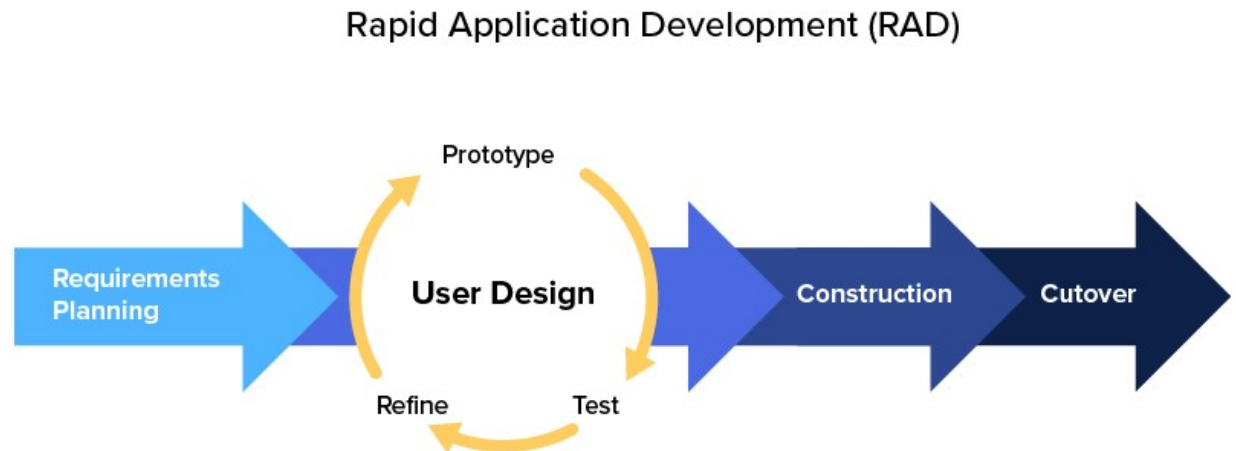 Rapid Application Development (RAD)
Prototype
Requirements
Planning
User Design
Construction
Cutover
Refine
Test